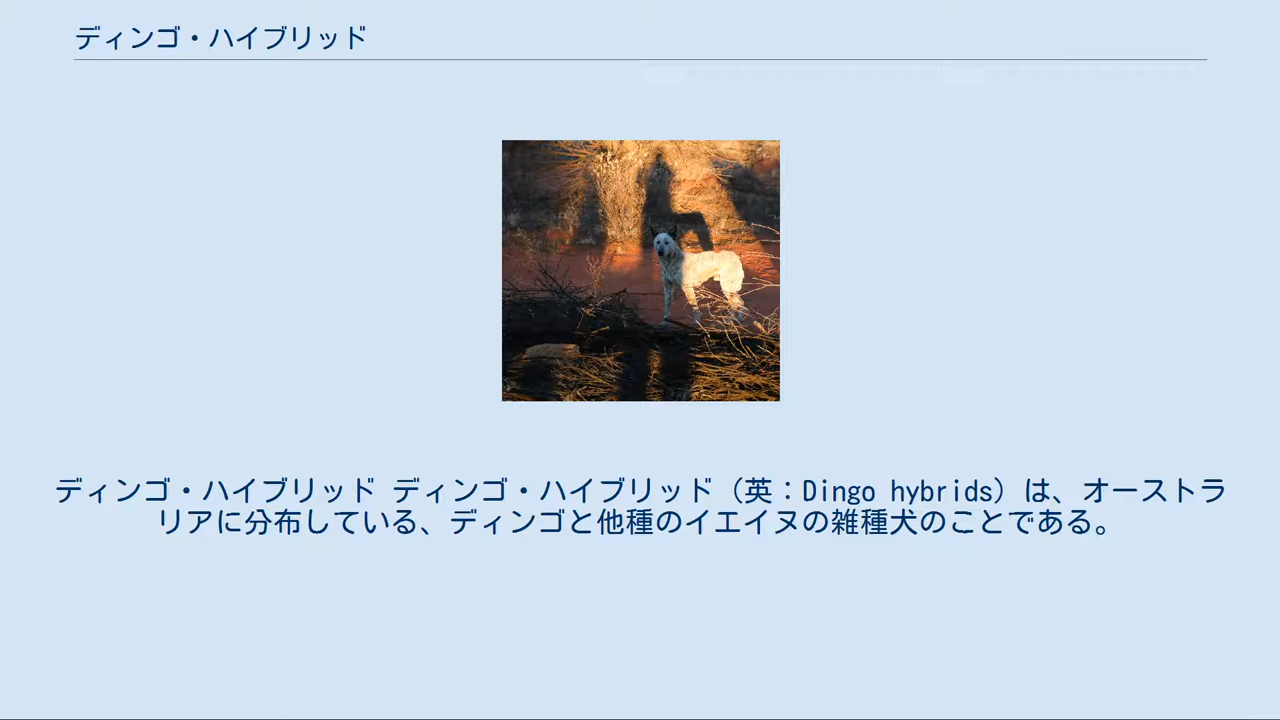 ディンゴ・ハイブリッド
ディンゴ・ハイブリッド ディンゴ・ハイブリッド（英：Dingo hybrids）は、オーストラ
リアに分布している、ディンゴと他種のイエイヌの雑種犬のことである。